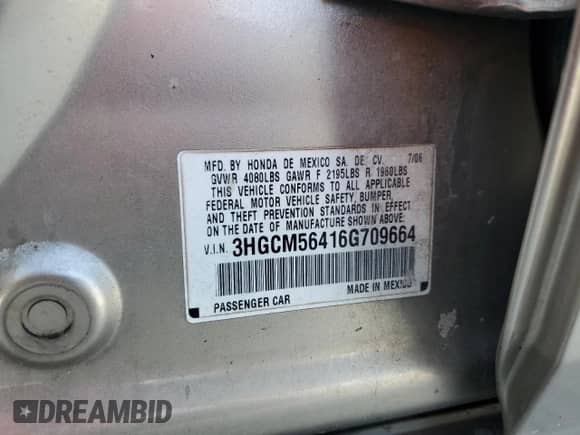 MFD. BY HONDA DE MEXICO SA. DE. CV. 7/06
GVWR 4080LBS GAWR F 2195LBS R 1960LBS
THIS VEHICLE CONFORMS TO ALL APPLICABLE
FEDERAL MOTOR VEHICLE SAFETY, BUMPER,
AND THEFT PREVENTION STANDARDS IN EFFECT
ON THE DATE OF MANUFACTURE SHOWN ABOVE.
V.I.N. 3HGCM56416G709664
PASSENGER CAR MADE IN MEXICO
DREAMBID